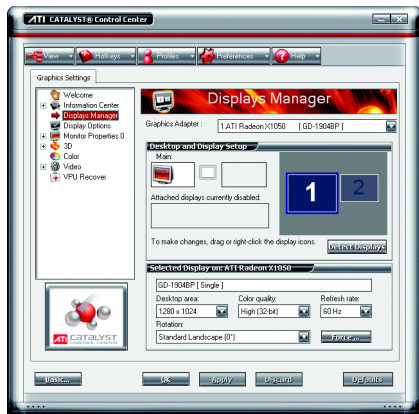 ATI CATALYST® Control Center
View Hotkeys Profiles Preferences Help
Graphics Settings
Welcome
Information Center
Displays Manager
Display Options
Monitor Properties 0
3D
Color
Video
VPU Recover
Displays Manager
Graphics Adapter : 1.ATI Radeon X1050 [ GD-1904BP ]
Desktop and Display Setup
Main:
Attached displays currently disabled:
1 2
To make changes, drag or right-click the display icons.
Detect Displays
Selected Display on: ATI Radeon X1050
GD-1904BP [ Single ]
Desktop area: Color quality: Refresh rate:
1280 x 1024 High (32-bit) 60 Hz
Rotation:
Standard Landscape (0°) Force...
ATI CATALYST
CONTROL CENTER
Basic... OK Apply Discard Defaults